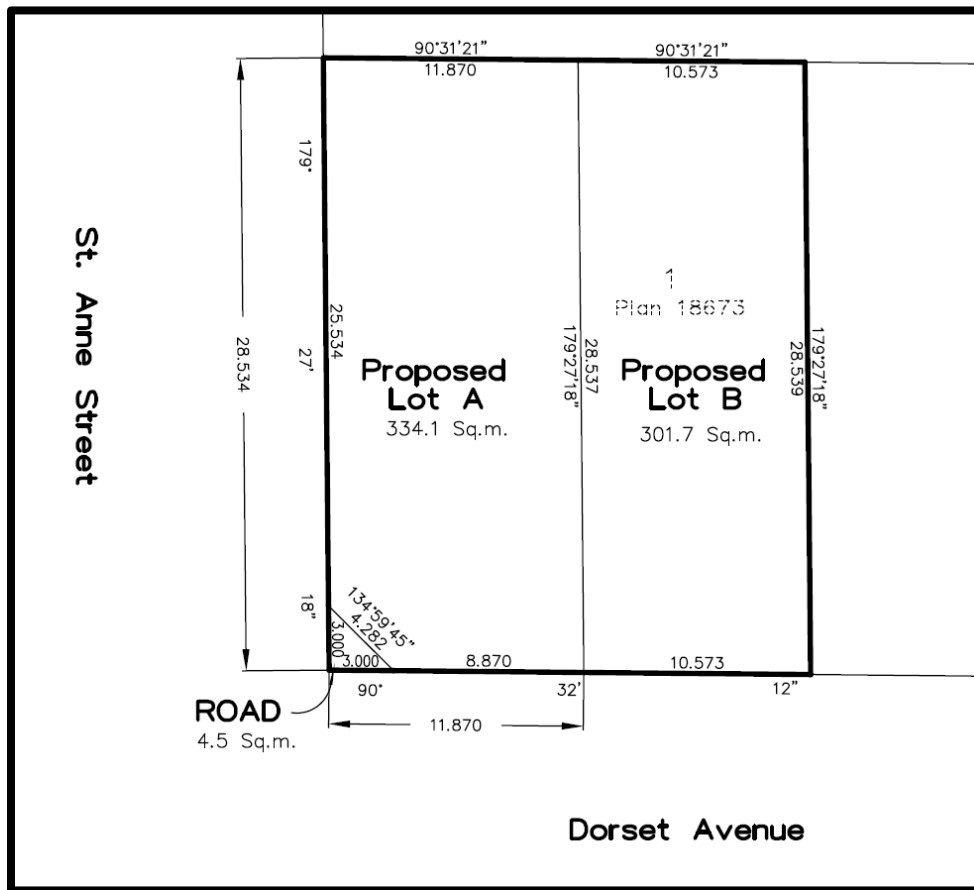 90°31'21"
90°31'21"
11.870
10.573
179°
27'
18"
St. Anne Street
28.534
25.534
1
Plan 18673
Proposed
Lot A
334.1 Sq.m.
179°27'18"
28.537
Proposed
Lot B
301.7 Sq.m.
28.539
179°27'18"
134°59'45"
4.282
3.000
3.000
8.870
10.573
90°
32'
12"
ROAD
4.5 Sq.m.
11.870
Dorset Avenue